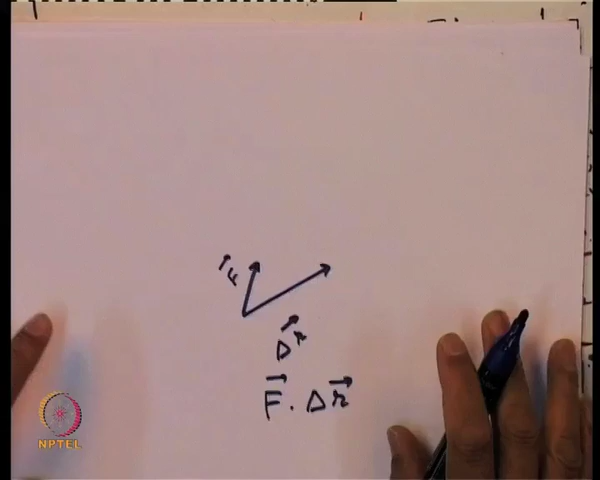 F⃗
Δr⃗
F⃗ . Δr⃗
NPTEL